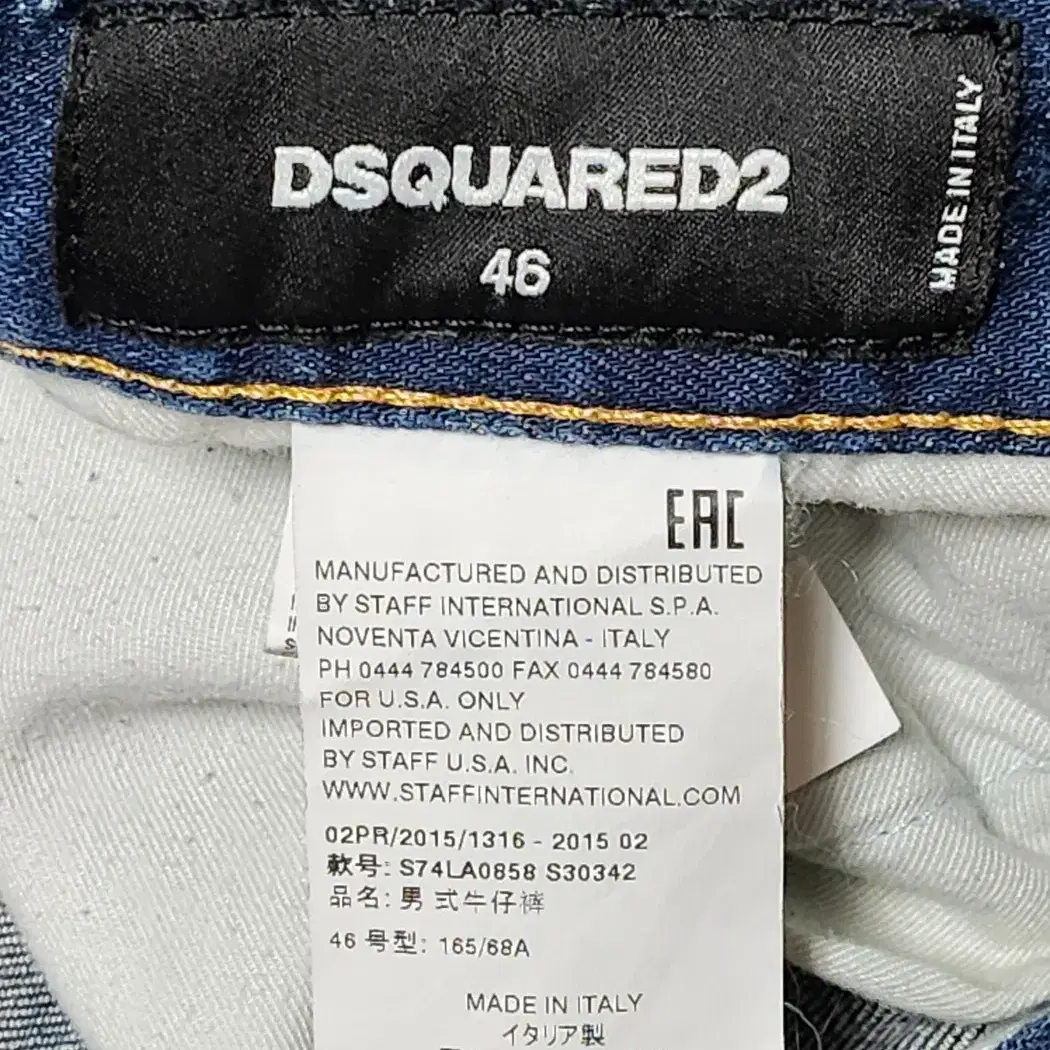 DSQUARED2
46
MADE IN ITALY
EAC
MANUFACTURED AND DISTRIBUTED
BY STAFF INTERNATIONAL S.P.A.
NOVENTA VICENTINA - ITALY
PH 0444 784500 FAX 0444 784580
FOR U.S.A. ONLY
IMPORTED AND DISTRIBUTED
BY STAFF U.S.A. INC.
WWW.STAFFINTERNATIONAL.COM
02PR/2015/1316 - 2015 02
款号: S74LA0858 S30342
品名: 男式牛仔裤
46 号型: 165/68A
MADE IN ITALY
イタリア製